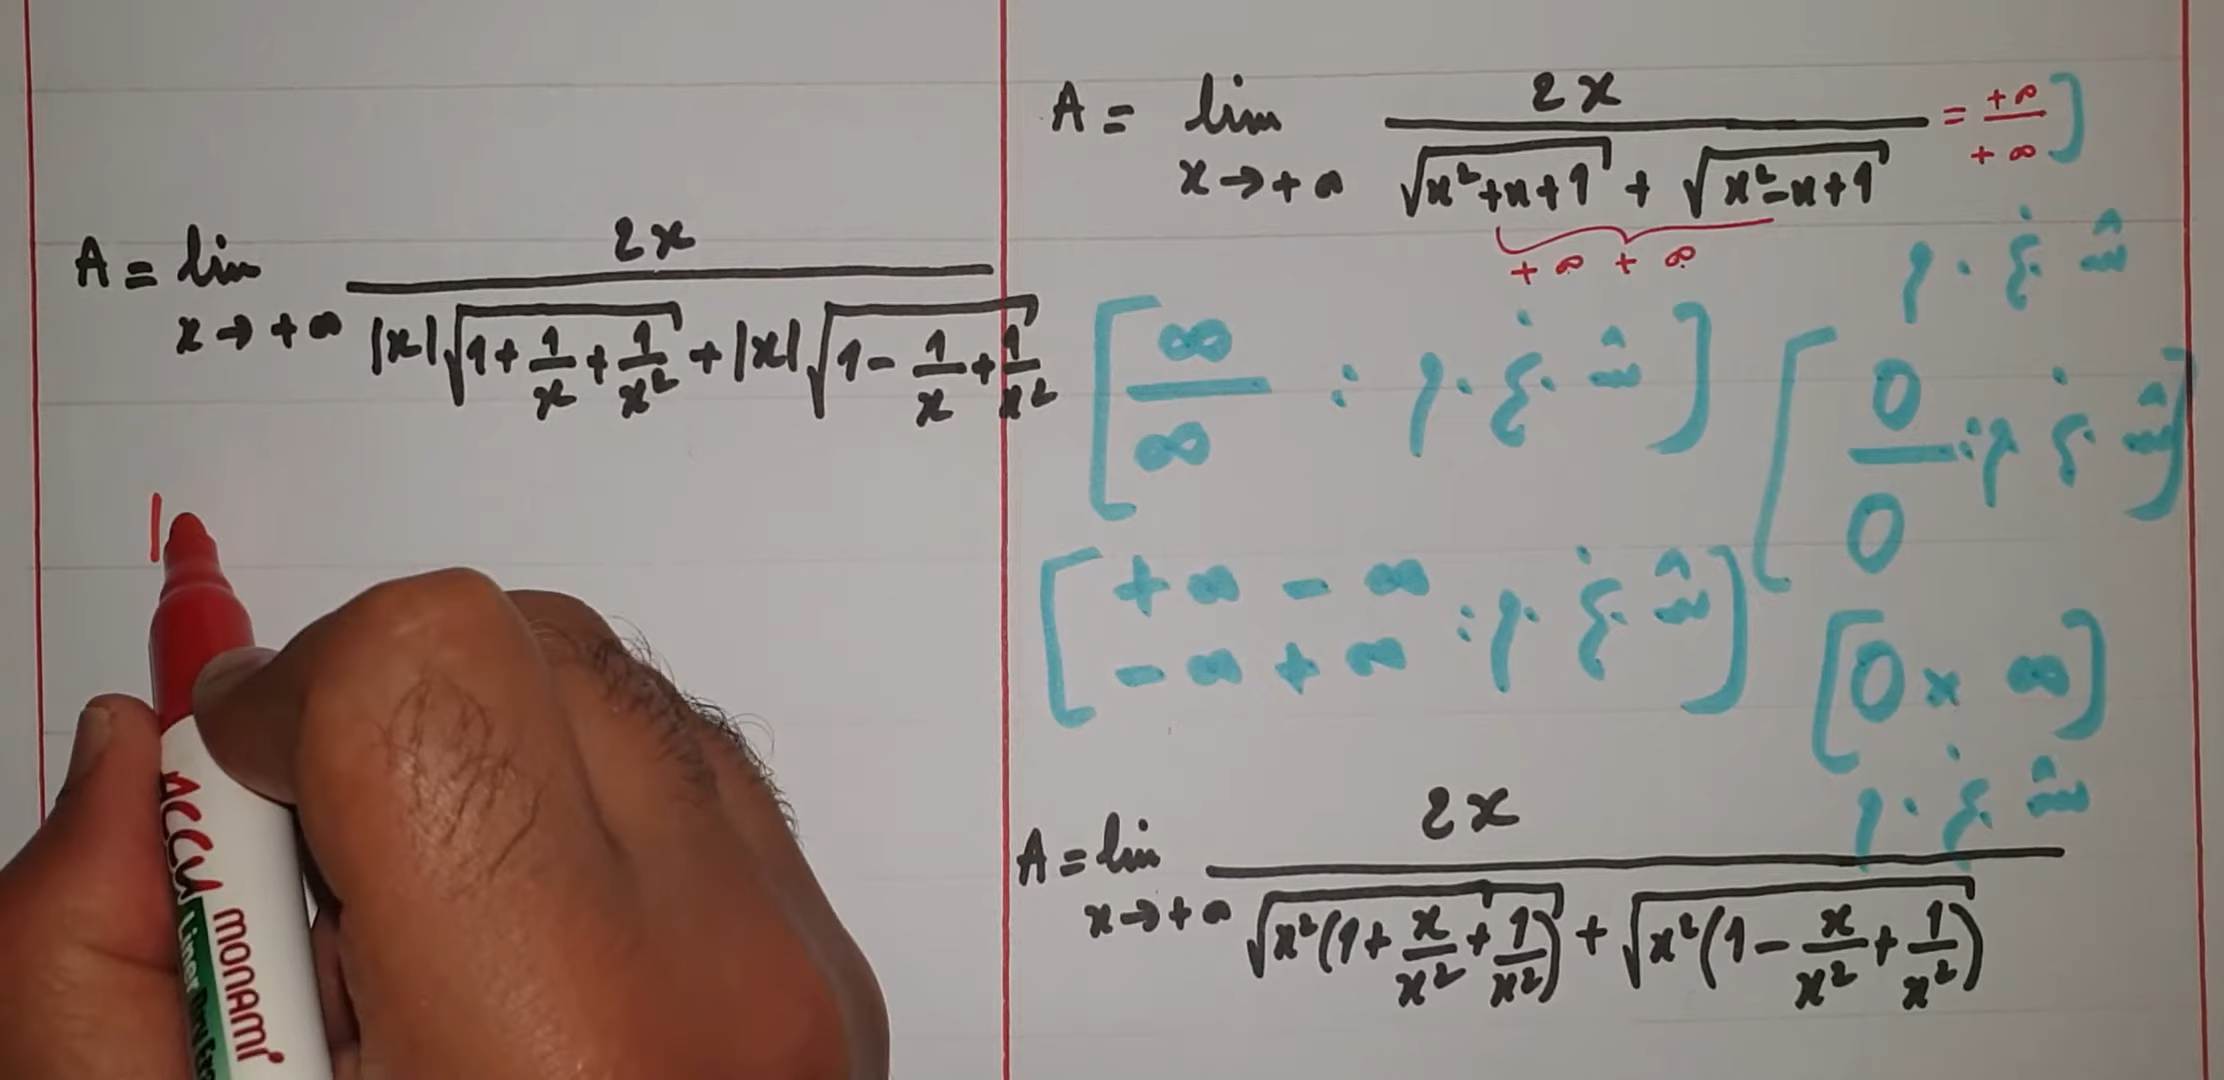 A = lim 2x / (√(x²+x+1) + √(x²-x+1)) = +∞ / +∞ ]
x → +∞
+∞ + ∞
[ ∞/∞ : ]
[ 0/0 : ]
[ +∞ - ∞
-∞ + ∞ : ]
[ 0 × ∞ ]
A = lim 2x / (√(x²(1 + x/x² + 1/x²)) + √(x²(1 - x/x² + 1/x²)))
x → +∞
A = lim 2x / (|x|√(1 + 1/x + 1/x²) + |x|√(1 - 1/x + 1/x²))
x → +∞
|
ACCU Liner
MONAMI